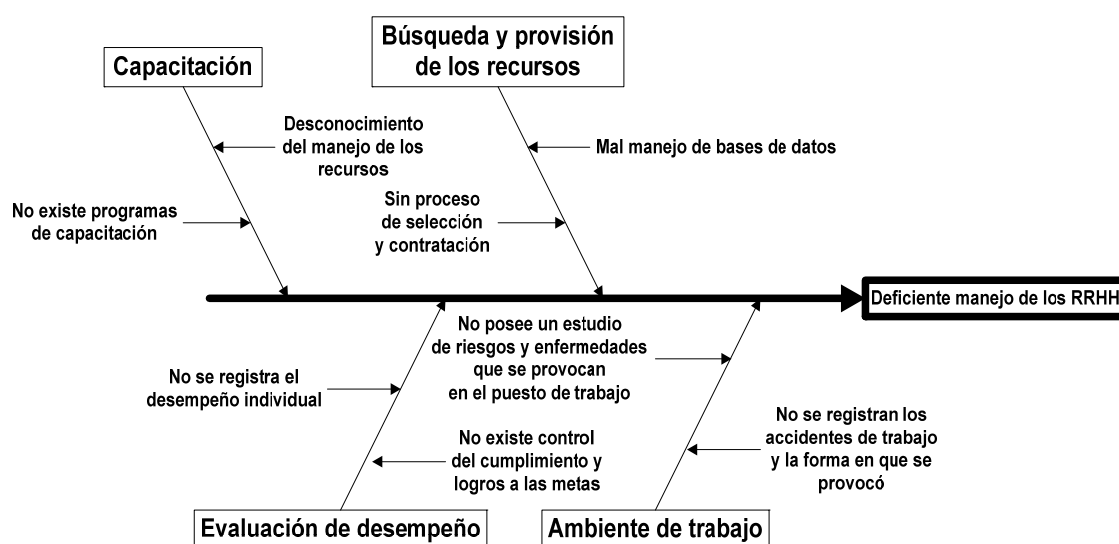 Búsqueda y provisión
de los recursos
Capacitación
Desconocimiento
del manejo de los
recursos
Mal manejo de bases de datos
No existe programas
de capacitación
Sin proceso
de selección
y contratación
Deficiente manejo de los RRHH
No posee un estudio
de riesgos y enfermedades
que se provocan
en el puesto de trabajo
No se registra el
desempeño individual
No se registran los
accidentes de trabajo
y la forma en que se
provocó
No existe control
del cumplimiento y
logros a las metas
Evaluación de desempeño
Ambiente de trabajo